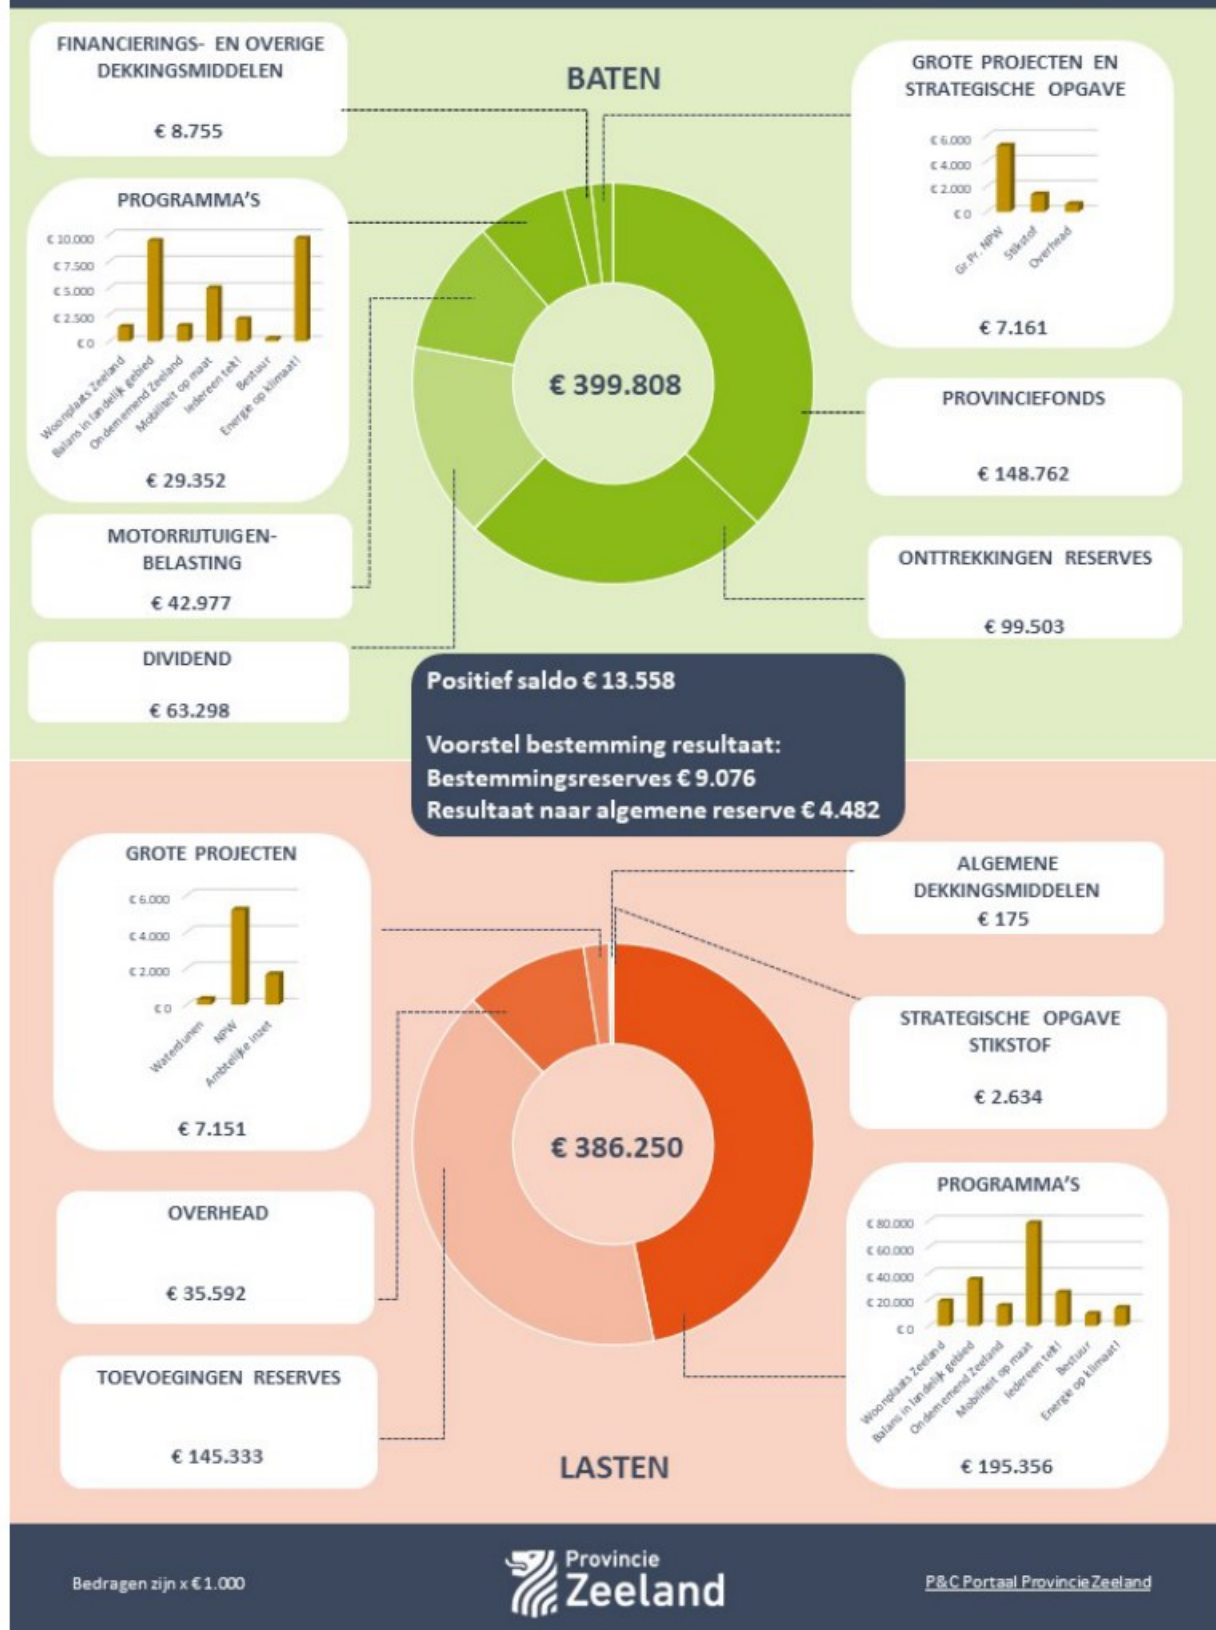 FINANCIERINGS- EN OVERIGE
DEKKINGSMIDDELEN
€ 8.755
BATEN
GROTE PROJECTEN EN
STRATEGISCHE OPGAVE
€ 6.000
€ 4.000
€ 2.000
€ 0
Gr.Pr. NPW
Stikstof
Overhead
€ 7.161
PROGRAMMA'S
€ 10.000
€ 7.500
€ 5.000
€ 2.500
€ 0
Woonplaats Zeeland
Balans in landelijk gebied
Ondernemend Zeeland
Mobiliteit op maat
Iedereen telt!
Bestuur
Energie op klimaat!
€ 29.352
€ 399.808
PROVINCIEFONDS
€ 148.762
MOTORRIJTUIGEN-
BELASTING
€ 42.977
ONTTREKKINGEN RESERVES
€ 99.503
DIVIDEND
€ 63.298
Positief saldo € 13.558
Voorstel bestemming resultaat:
Bestemmingsreserves € 9.076
Resultaat naar algemene reserve € 4.482
GROTE PROJECTEN
€ 6.000
€ 4.000
€ 2.000
€ 0
Waterdunen
NPW
Ambtelijke inzet
€ 7.151
ALGEMENE
DEKKINGSMIDDELEN
€ 175
STRATEGISCHE OPGAVE
STIKSTOF
€ 2.634
€ 386.250
OVERHEAD
€ 35.592
PROGRAMMA'S
€ 80.000
€ 60.000
€ 40.000
€ 20.000
€ 0
Woonplaats Zeeland
Balans in landelijk gebied
Ondernemend Zeeland
Mobiliteit op maat
Iedereen telt!
Bestuur
Energie op klimaat!
€ 195.356
TOEVOEGINGEN RESERVES
€ 145.333
LASTEN
Bedragen zijn x € 1.000
Provincie
Zeeland
P&C Portaal Provincie Zeeland